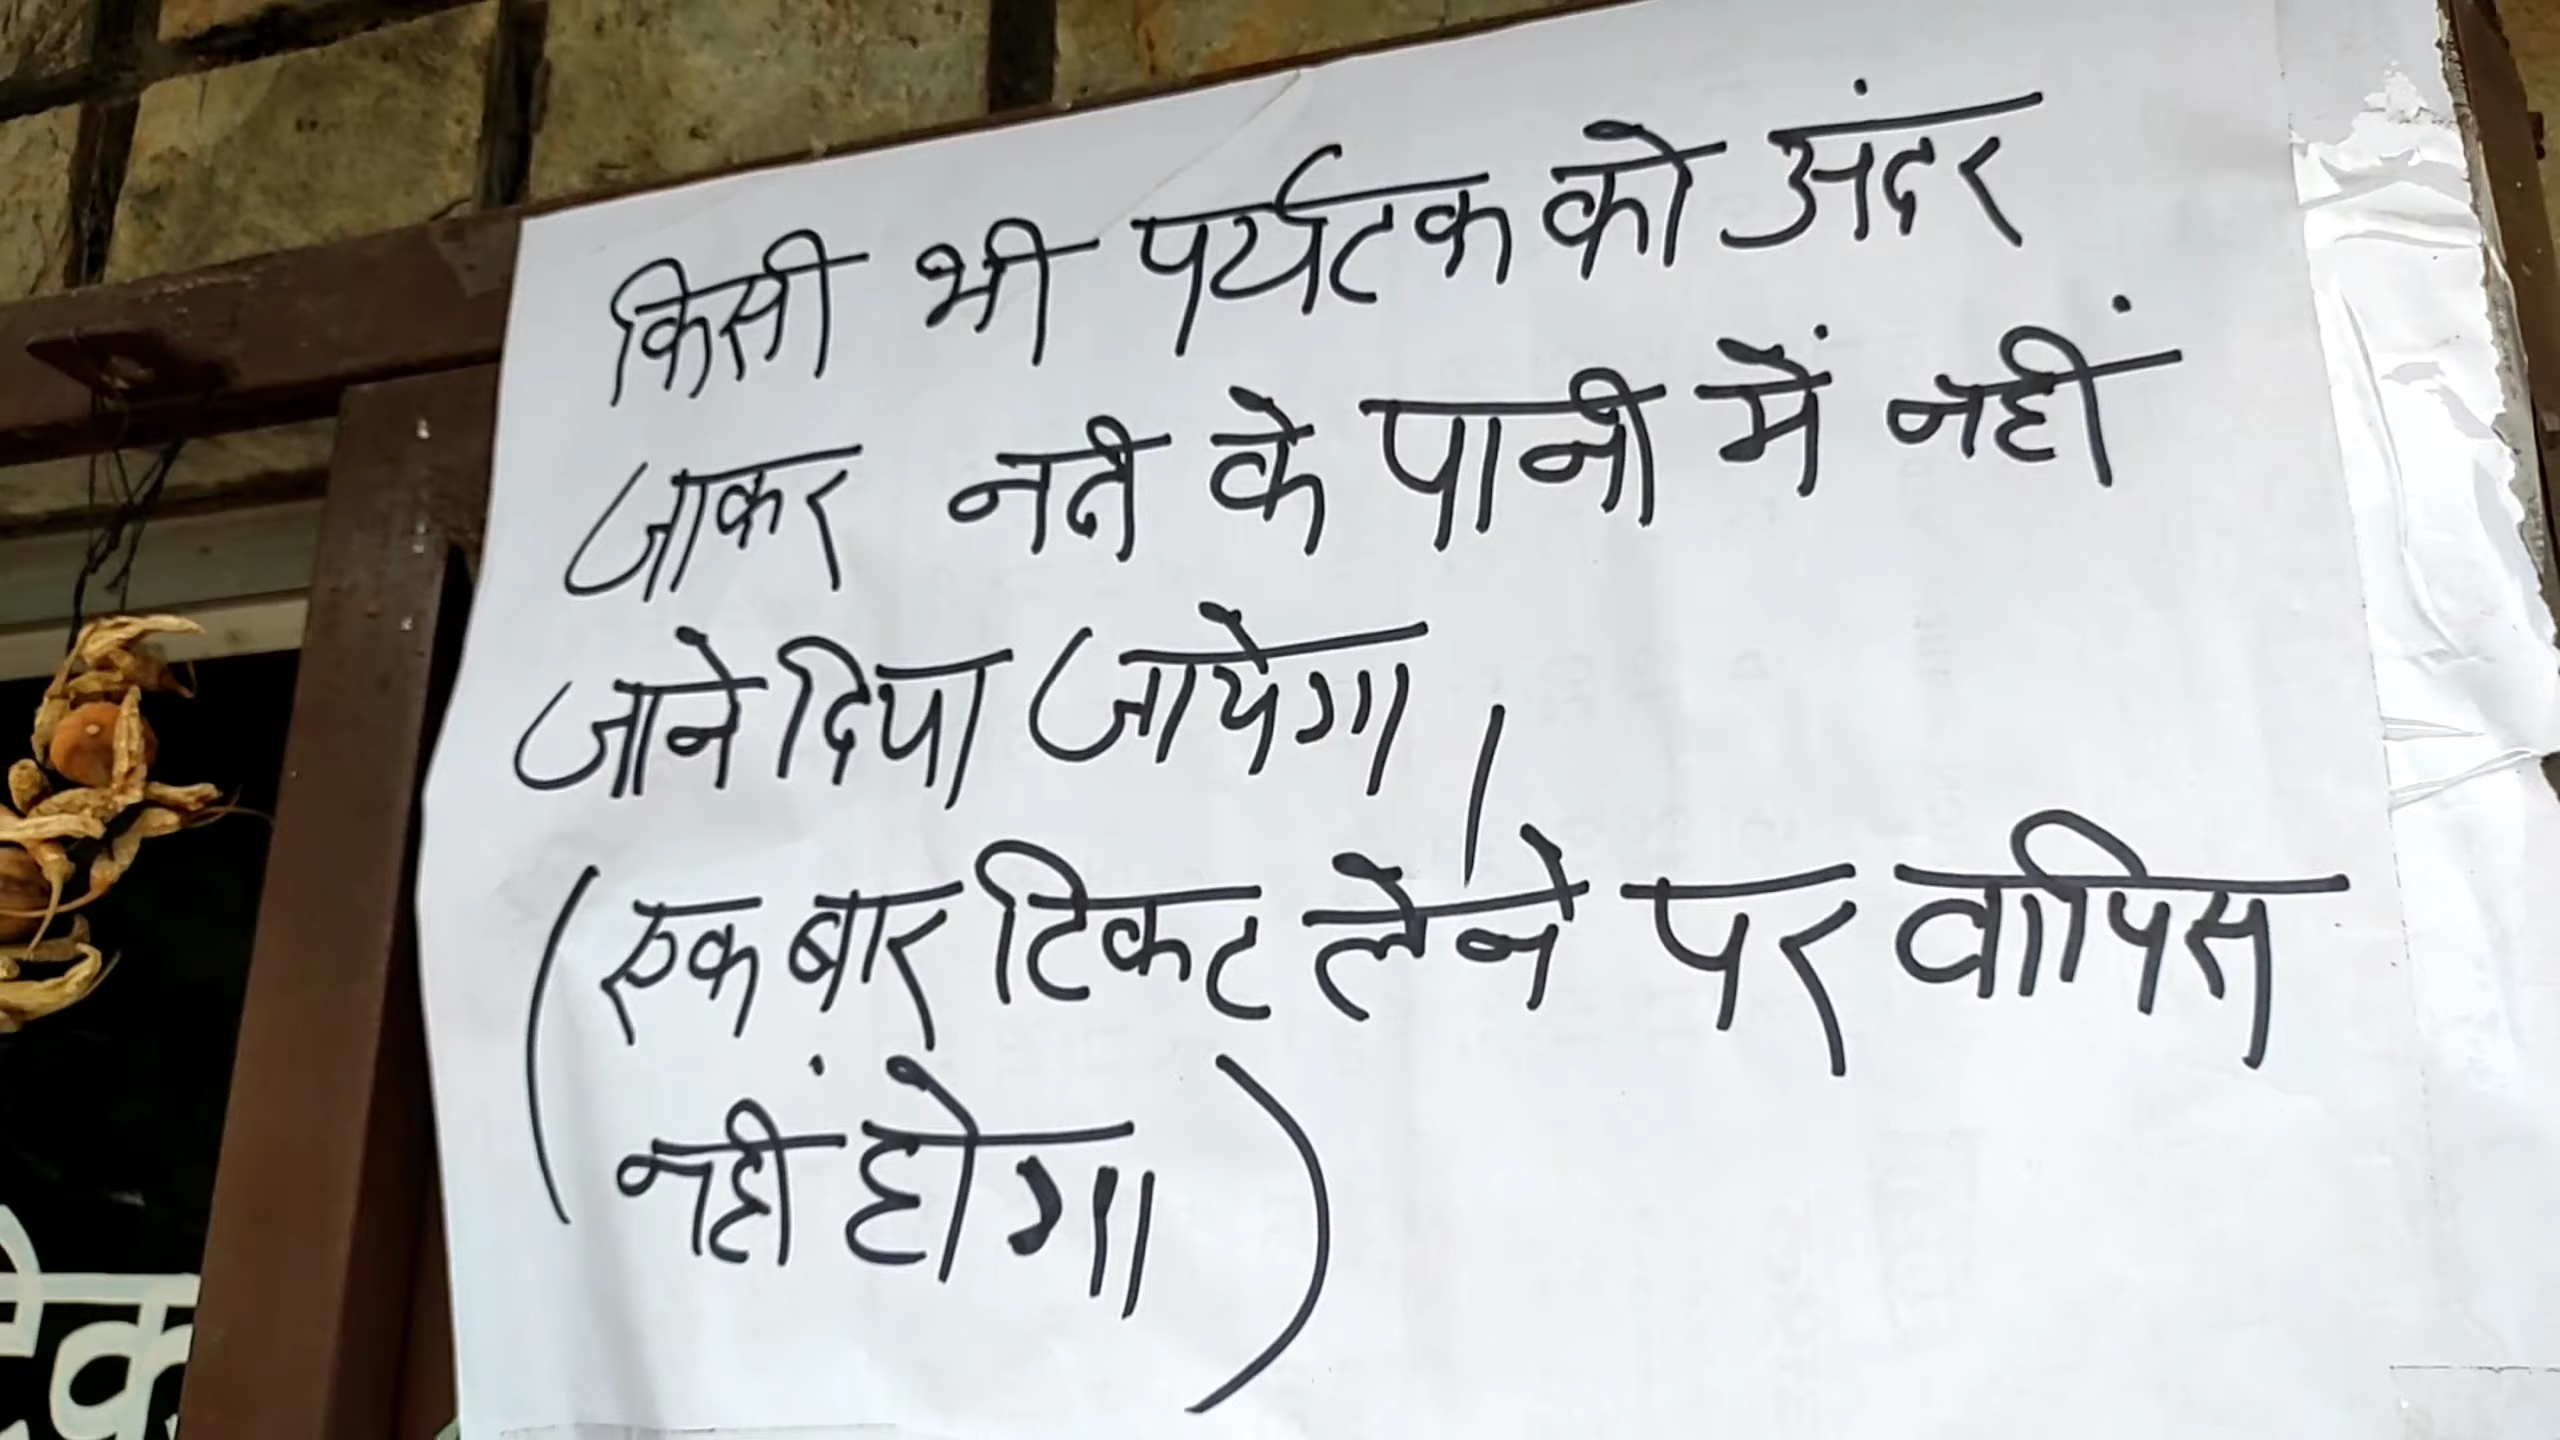 किसी भी पर्यटक को अंदर
जाकर नदी के पानी में नहीं
जाने दिया जायेगा।
(एक बार टिकट लेने पर वापिस
नहीं होगा)